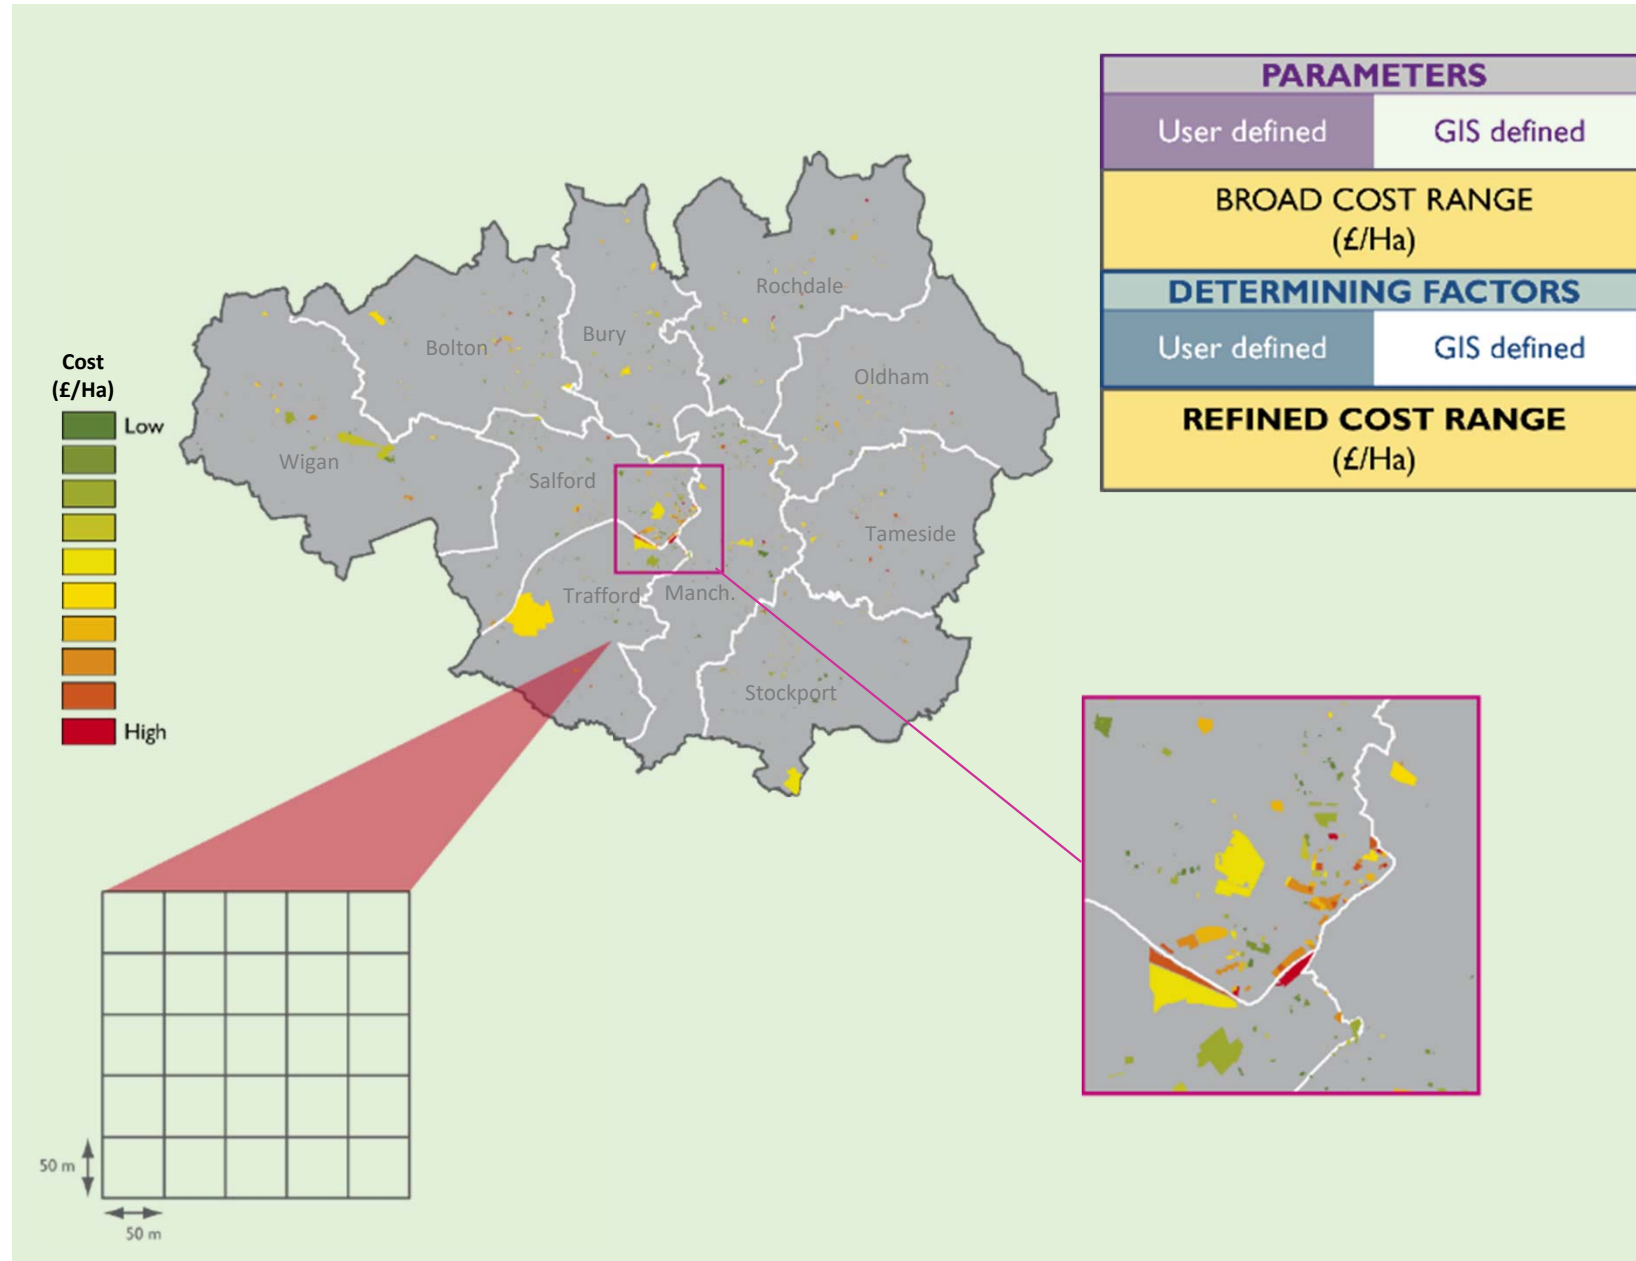 PARAMETERS
User defined
GIS defined
BROAD COST RANGE
(£/Ha)
DETERMINING FACTORS
User defined
GIS defined
REFINED COST RANGE
(£/Ha)
Rochdale
Bury
Bolton
Oldham
Wigan
Salford
Tameside
Trafford
Manch.
Stockport
Cost
(£/Ha)
Low
High
50 m
50 m